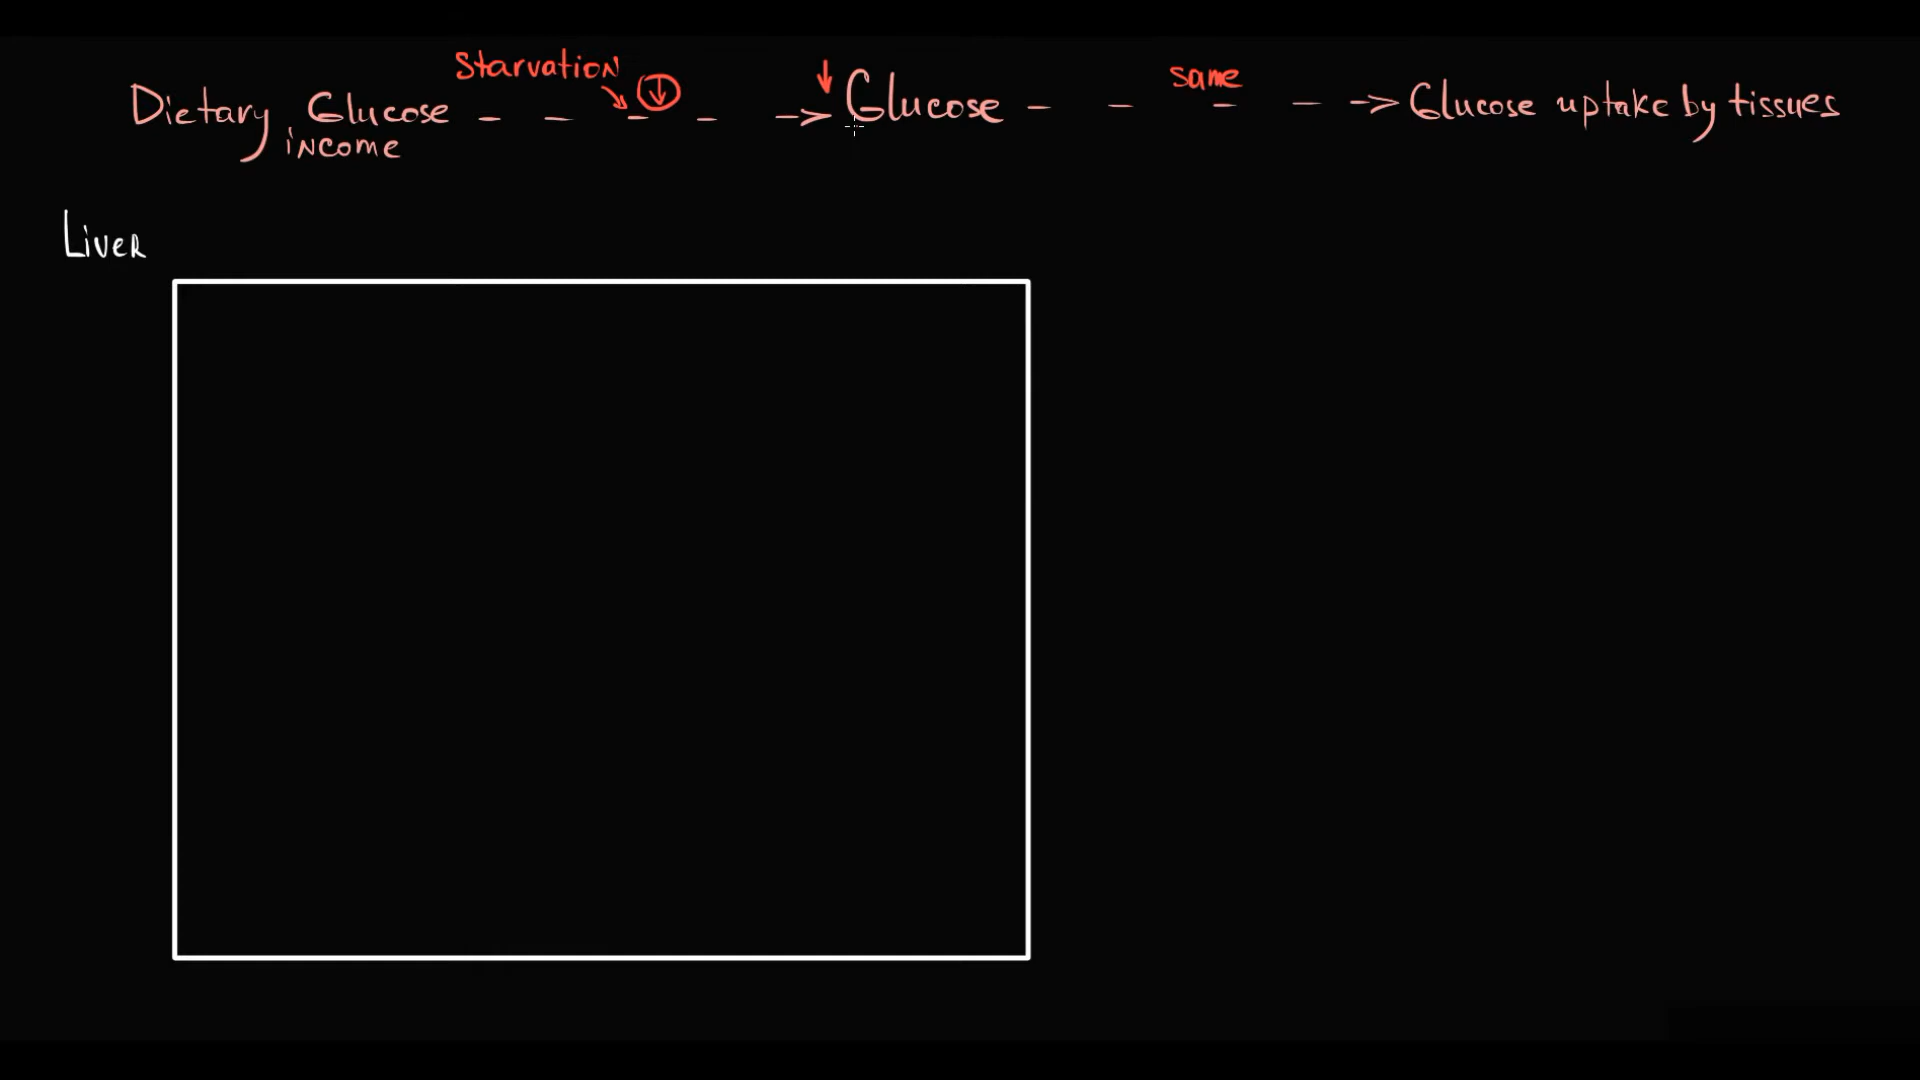 Starvation
same
Dietary Glucose - - - - -> ↓ Glucose - - - - -> Glucose uptake by tissues
income
Liver